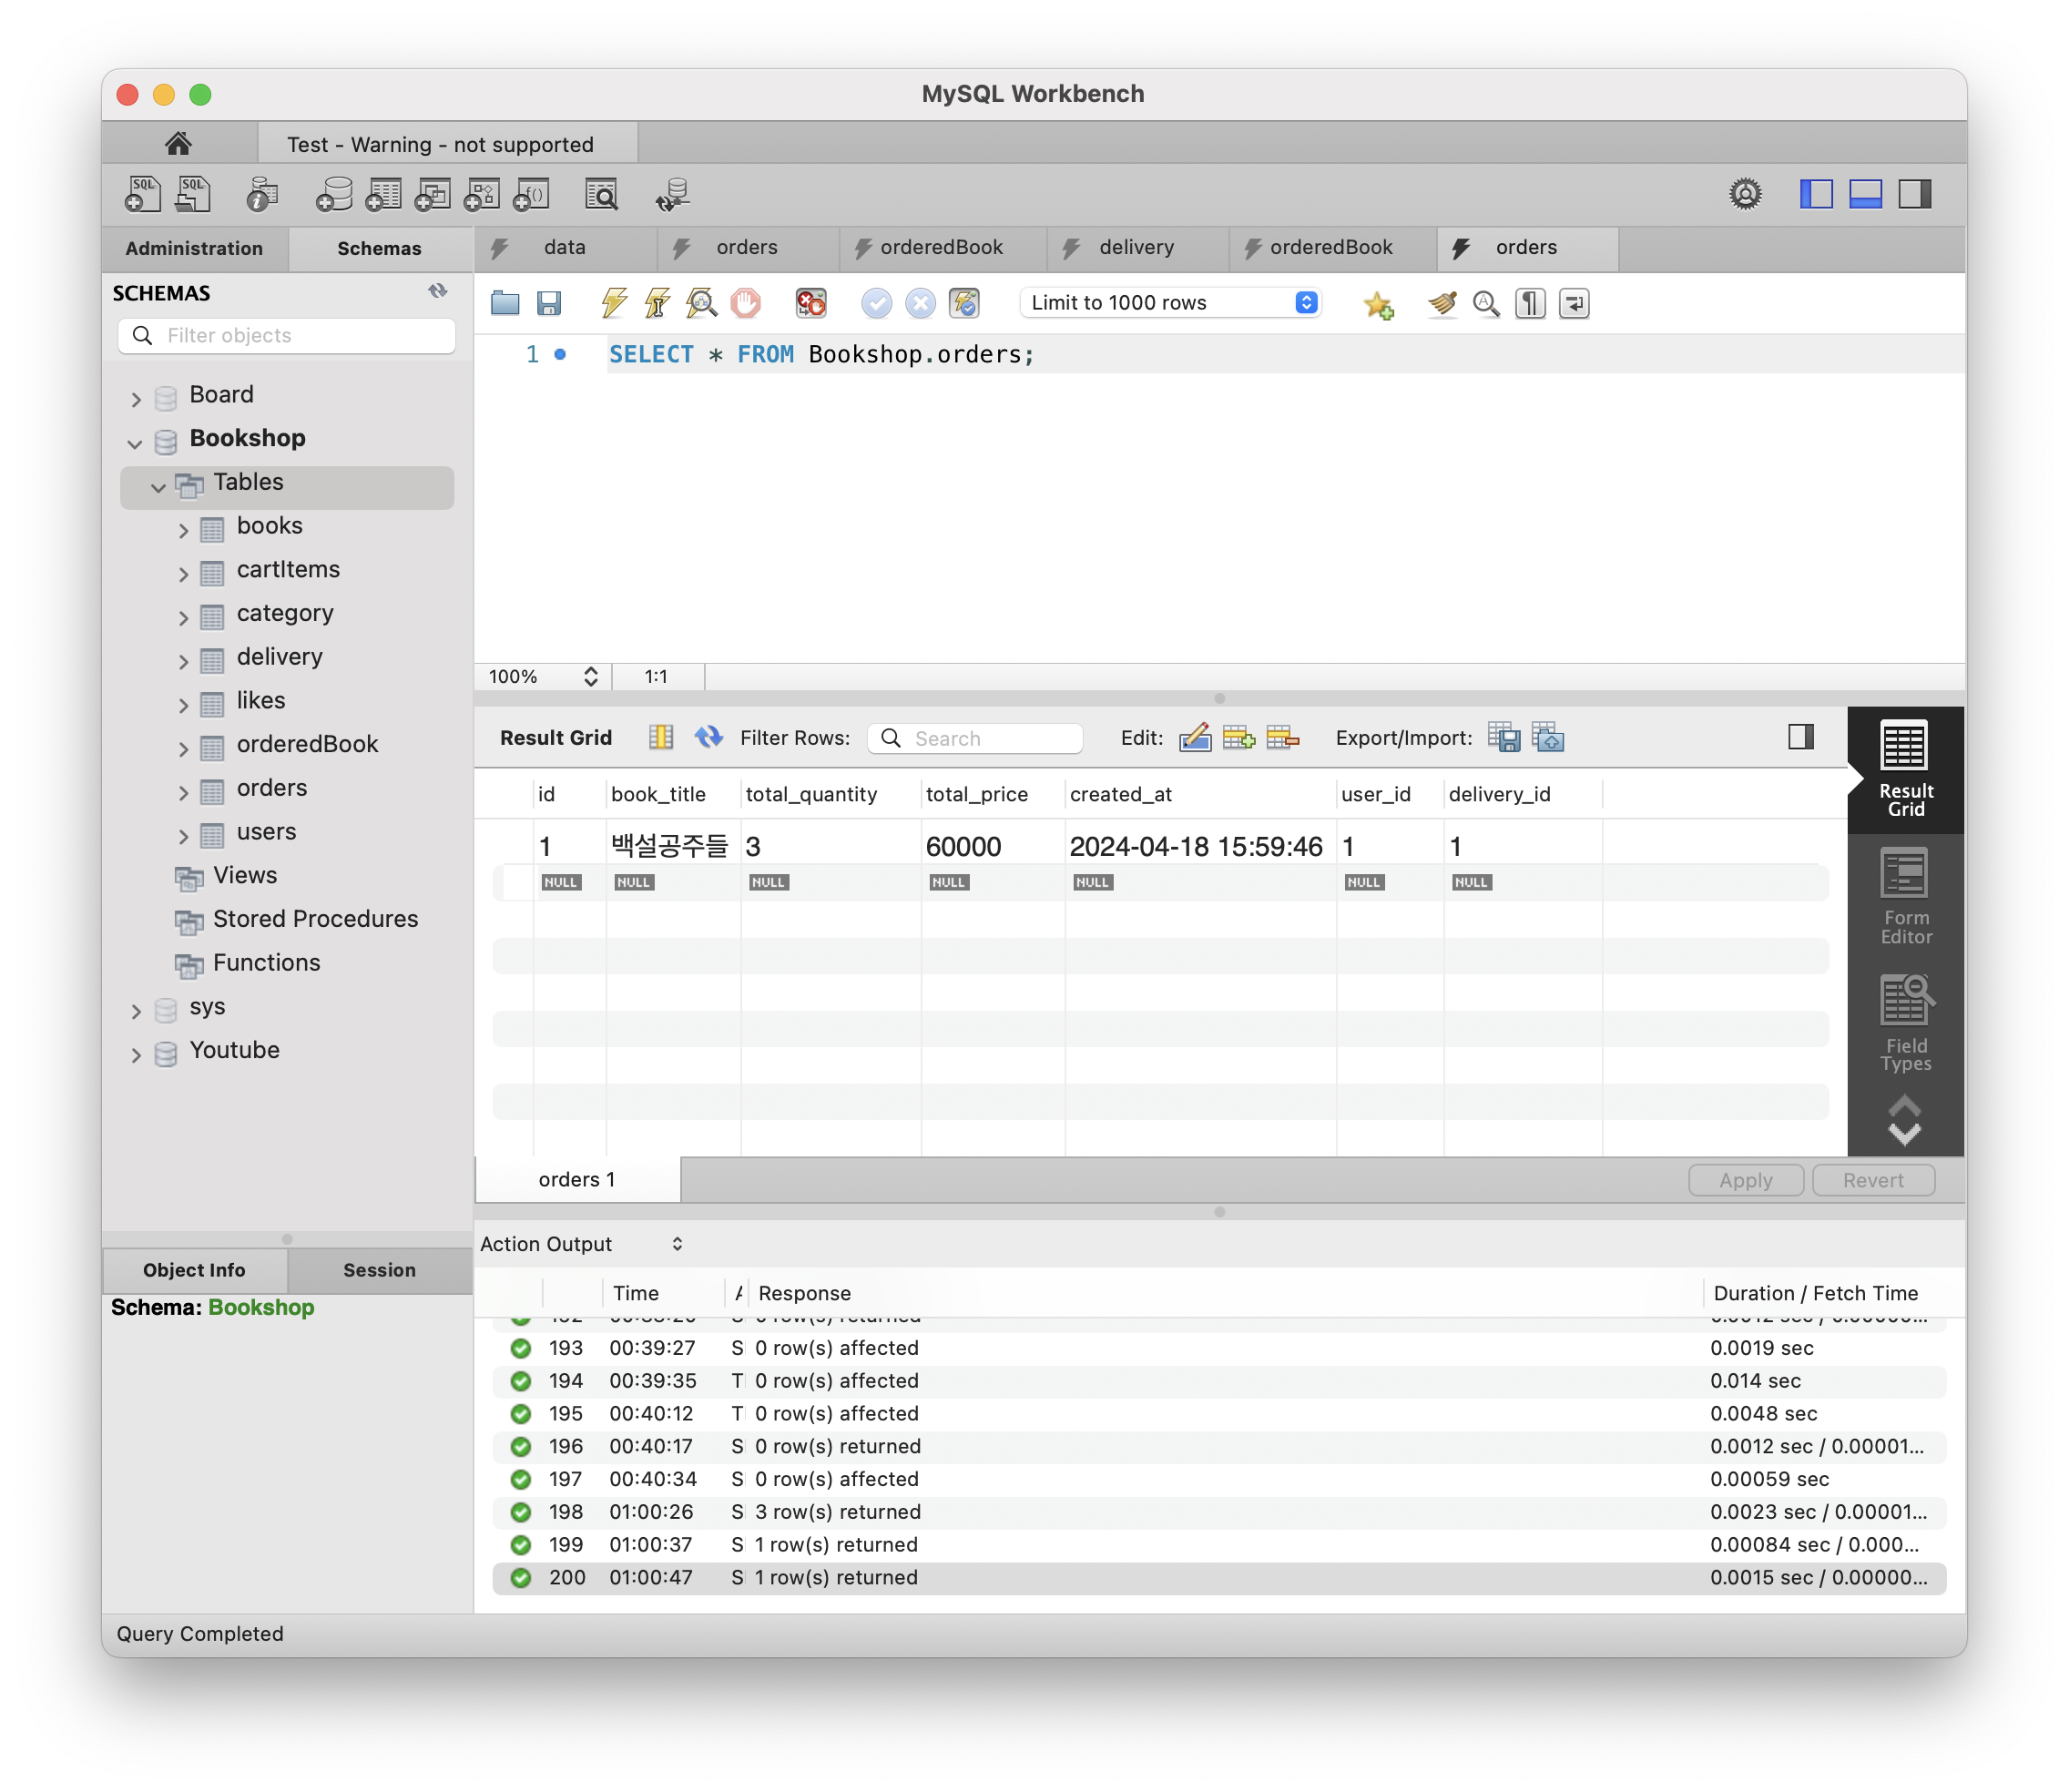 MySQL Workbench
Test - Warning - not supported
Administration
Schemas
data
orders
orderedBook
delivery
orderedBook
orders
SCHEMAS
Filter objects
Limit to 1000 rows
1
SELECT * FROM Bookshop.orders;
Board
Bookshop
Tables
books
cartItems
category
delivery
likes
orderedBook
orders
users
Views
Stored Procedures
Functions
sys
Youtube
100%
1:1
Result Grid
Filter Rows:
Search
Edit:
Export/Import:
id book_title total_quantity total_price created_at user_id delivery_id
1 백설공주들 3 60000 2024-04-18 15:59:46 1 1
NULL NULL NULL NULL NULL NULL NULL
Result
Grid
Form
Editor
Field
Types
orders 1
Apply
Revert
Action Output
Time
Response
Duration / Fetch Time
193 00:39:27 S 0 row(s) affected 0.0019 sec
194 00:39:35 T 0 row(s) affected 0.014 sec
195 00:40:12 T 0 row(s) affected 0.0048 sec
196 00:40:17 S 0 row(s) returned 0.0012 sec / 0.00001...
197 00:40:34 S 0 row(s) affected 0.00059 sec
198 01:00:26 S 3 row(s) returned 0.0023 sec / 0.00001...
199 01:00:37 S 1 row(s) returned 0.00084 sec / 0.000...
200 01:00:47 S 1 row(s) returned 0.0015 sec / 0.00000...
Object Info
Session
Schema: Bookshop
Query Completed